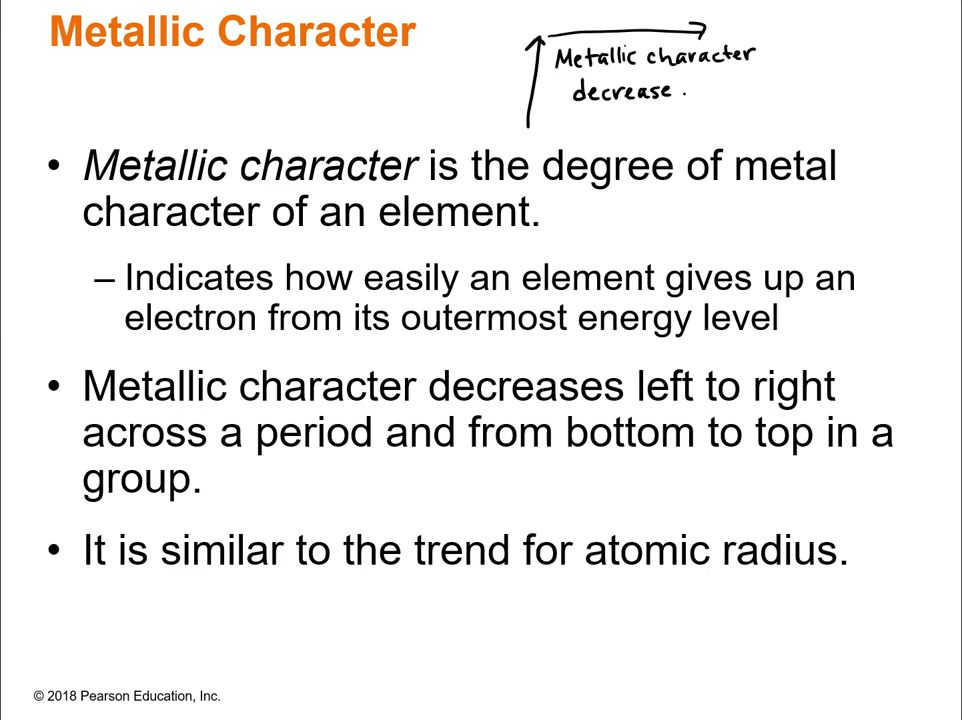 Metallic Character
Metallic character
decrease.
• Metallic character is the degree of metal
character of an element.
– Indicates how easily an element gives up an
electron from its outermost energy level
• Metallic character decreases left to right
across a period and from bottom to top in a
group.
• It is similar to the trend for atomic radius.
© 2018 Pearson Education, Inc.